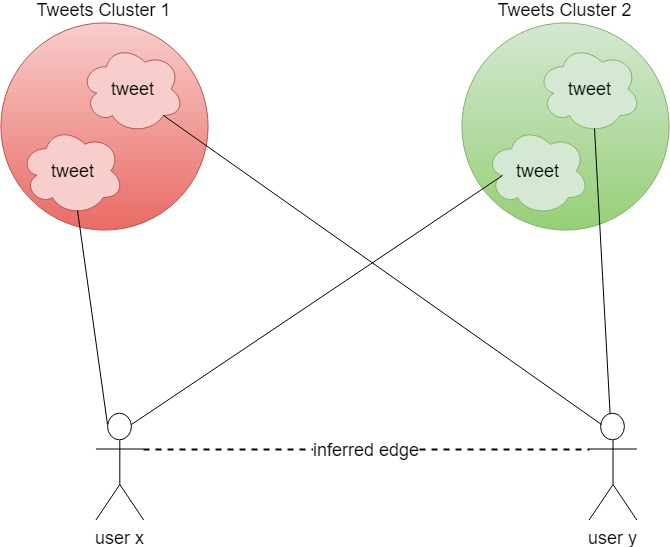 Tweets Cluster 1
Tweets Cluster 2
tweet
tweet
tweet
tweet
inferred edge
user x
user y